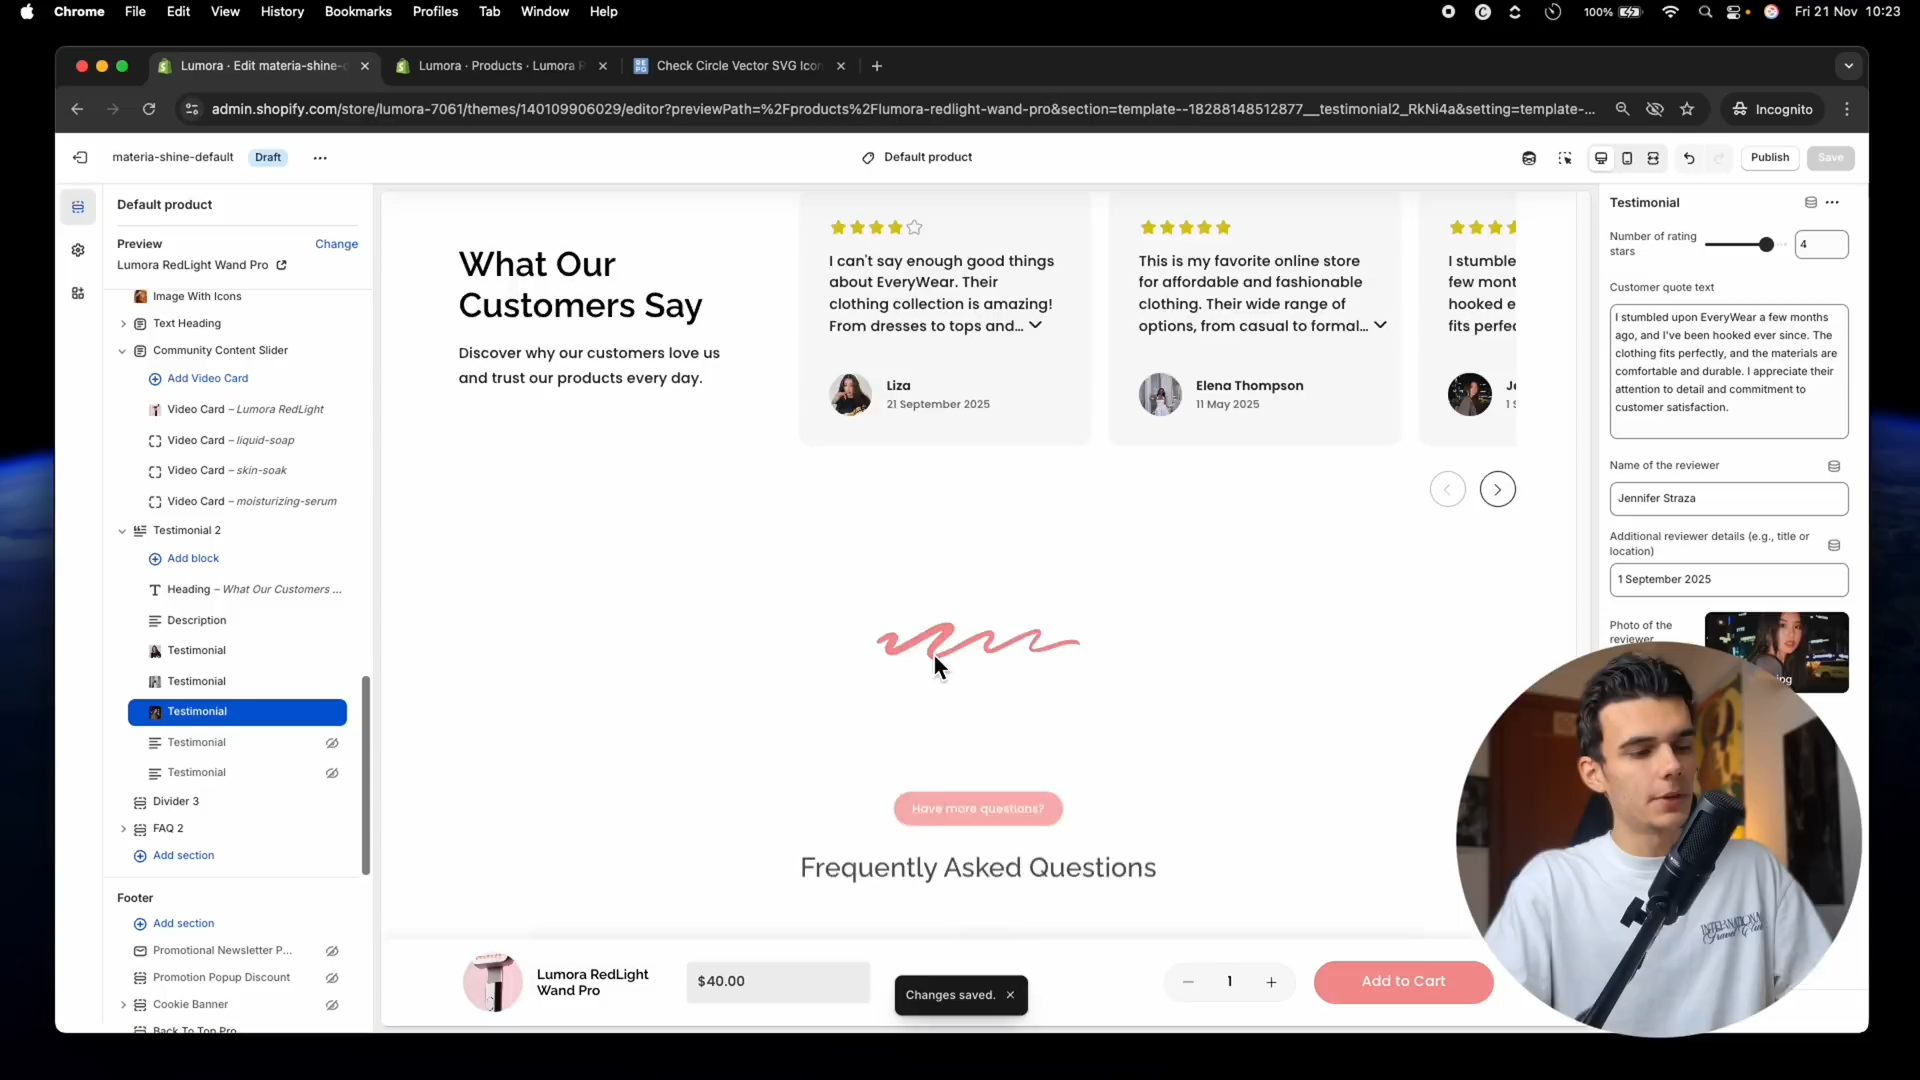 Chrome File Edit View History Bookmarks Profiles Tab Window Help
100% Fri 21 Nov 10:23
Lumora · Edit materia-shine-
Lumora · Products · Lumora
Check Circle Vector SVG Icon
admin.shopify.com/store/lumora-7061/themes/140109906029/editor?previewPath=%2Fproducts%2Flumora-redlight-wand-pro&section=template--18288148512877__testimonial2_RkNi4a&setting=template-...
Incognito
materia-shine-default Draft
Default product
Publish
Save
Default product
Preview
Change
Lumora RedLight Wand Pro
Image With Icons
Text Heading
Community Content Slider
Add Video Card
Video Card – Lumora RedLight
Video Card – liquid-soap
Video Card – skin-soak
Video Card – moisturizing-serum
Testimonial 2
Add block
Heading – What Our Customers ...
Description
Testimonial
Testimonial
Testimonial
Testimonial
Testimonial
Divider 3
FAQ 2
Add section
Footer
Add section
Promotional Newsletter P...
Promotion Popup Discount
Cookie Banner
Back To Top Pro
What Our
Customers Say
Discover why our customers love us
and trust our products every day.
I can't say enough good things
about EveryWear. Their
clothing collection is amazing!
From dresses to tops and...
Liza
21 September 2025
This is my favorite online store
for affordable and fashionable
clothing. Their wide range of
options, from casual to formal...
Elena Thompson
11 May 2025
I stumble
few mont
hooked e
fits perfe
Have more questions?
Frequently Asked Questions
Lumora RedLight
Wand Pro
$40.00
Changes saved.
1
Add to Cart
Testimonial
Number of rating
stars
4
Customer quote text
I stumbled upon EveryWear a few months
ago, and I've been hooked ever since. The
clothing fits perfectly, and the materials are
comfortable and durable. I appreciate their
attention to detail and commitment to
customer satisfaction.
Name of the reviewer
Jennifer Straza
Additional reviewer details (e.g., title or
location)
1 September 2025
Photo of the
reviewer
INTERNATIONAL
Travel